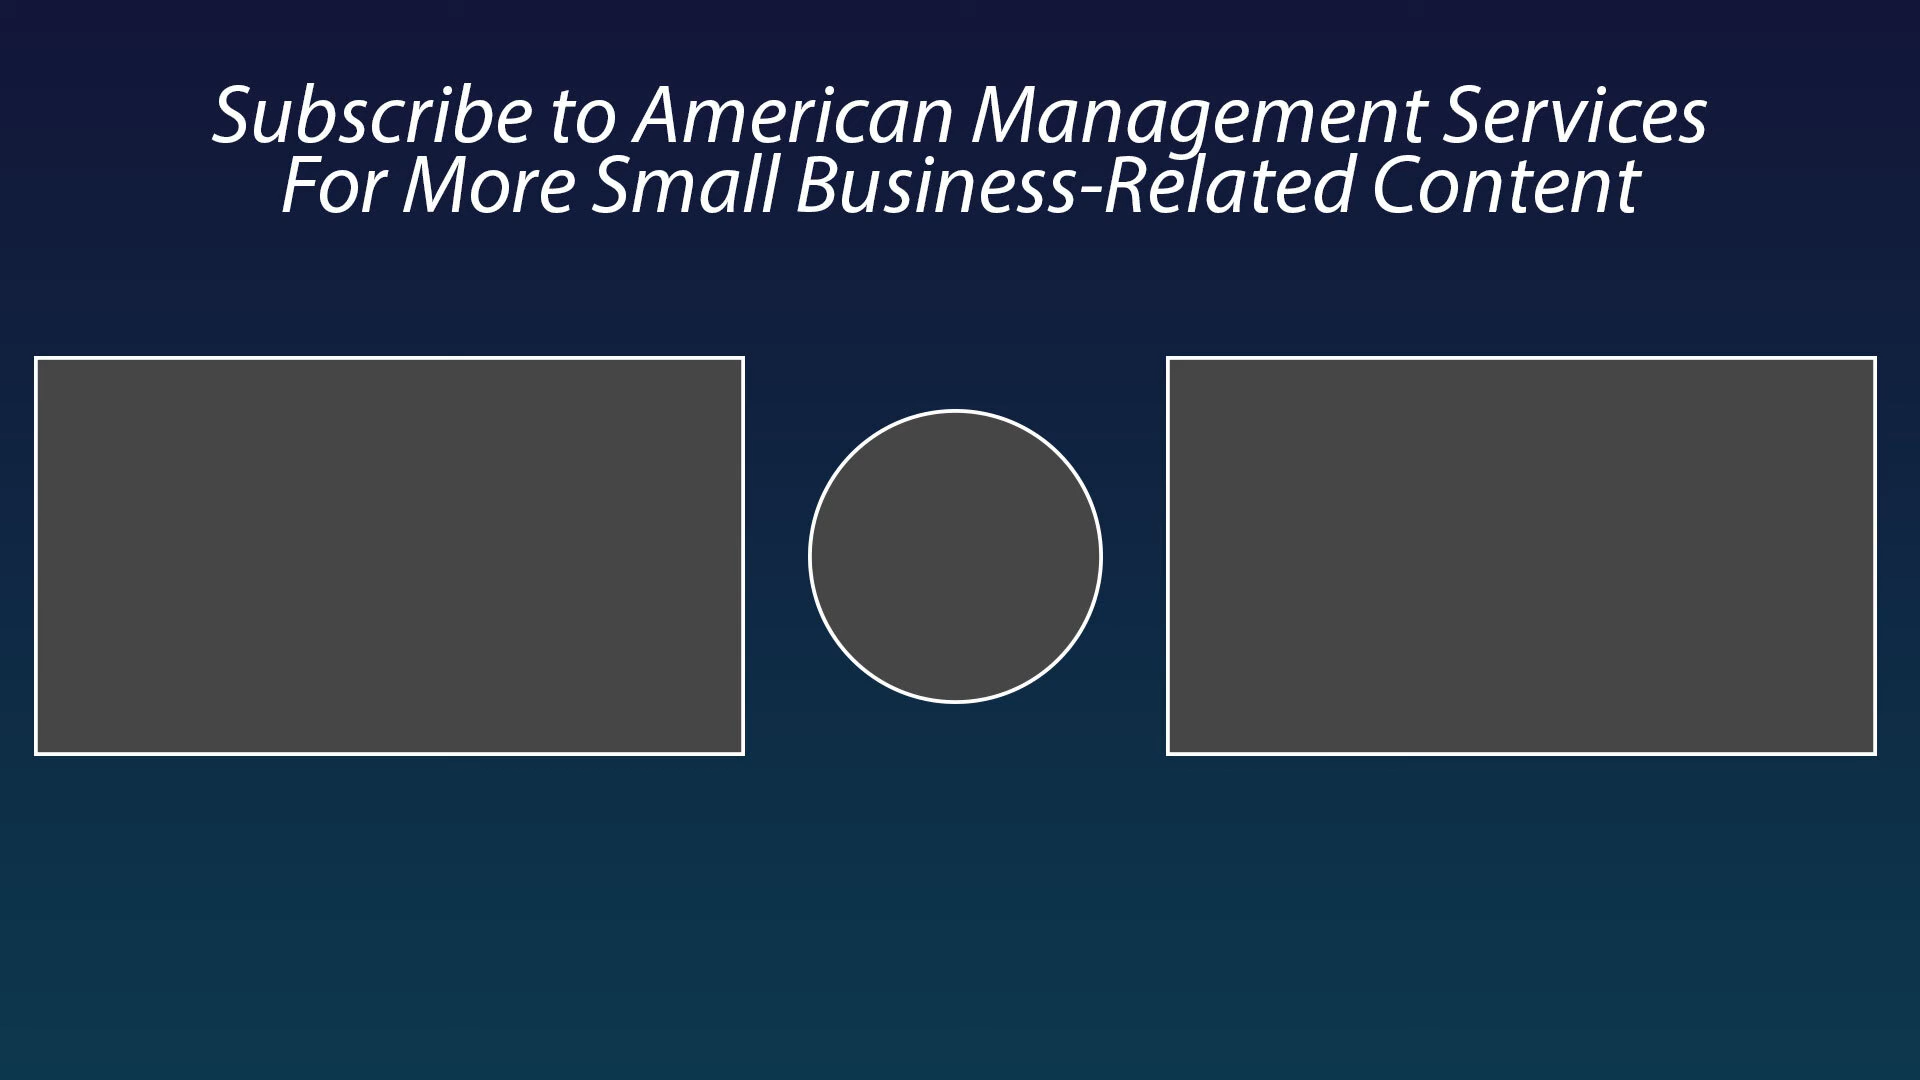 Subscribe to American Management Services
For More Small Business-Related Content